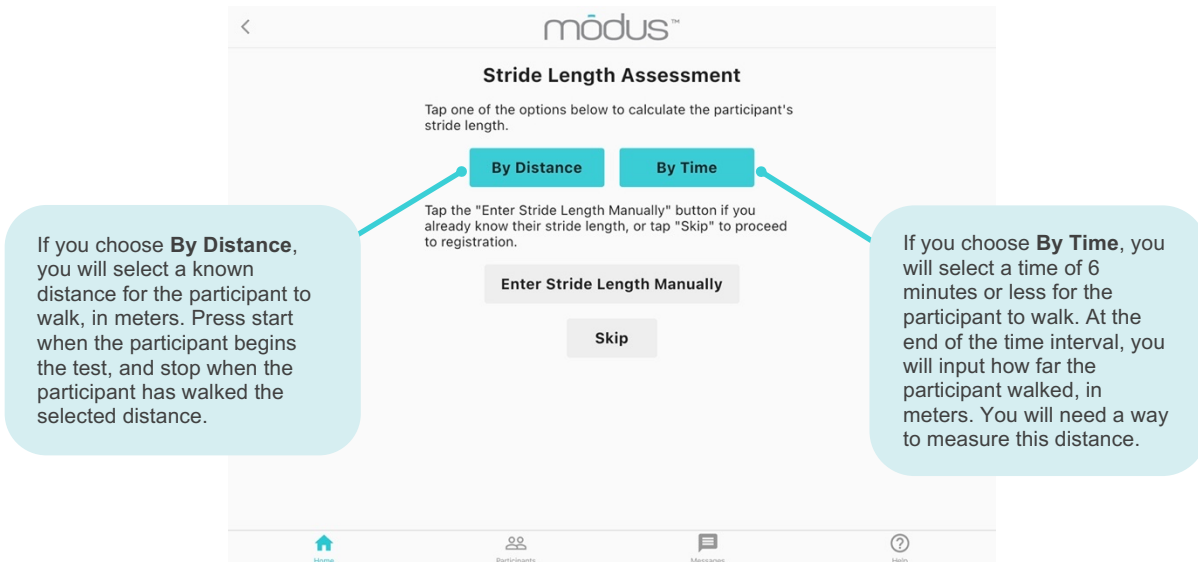 mōdus™
Stride Length Assessment
Tap one of the options below to calculate the participant's
stride length.
By Distance
By Time
Tap the "Enter Stride Length Manually" button if you
already know their stride length, or tap "Skip" to proceed
to registration.
Enter Stride Length Manually
Skip
If you choose By Distance,
you will select a known
distance for the participant to
walk, in meters. Press start
when the participant begins
the test, and stop when the
participant has walked the
selected distance.
If you choose By Time, you
will select a time of 6
minutes or less for the
participant to walk. At the
end of the time interval, you
will input how far the
participant walked, in
meters. You will need a way
to measure this distance.
Home
Participants
Messages
Help